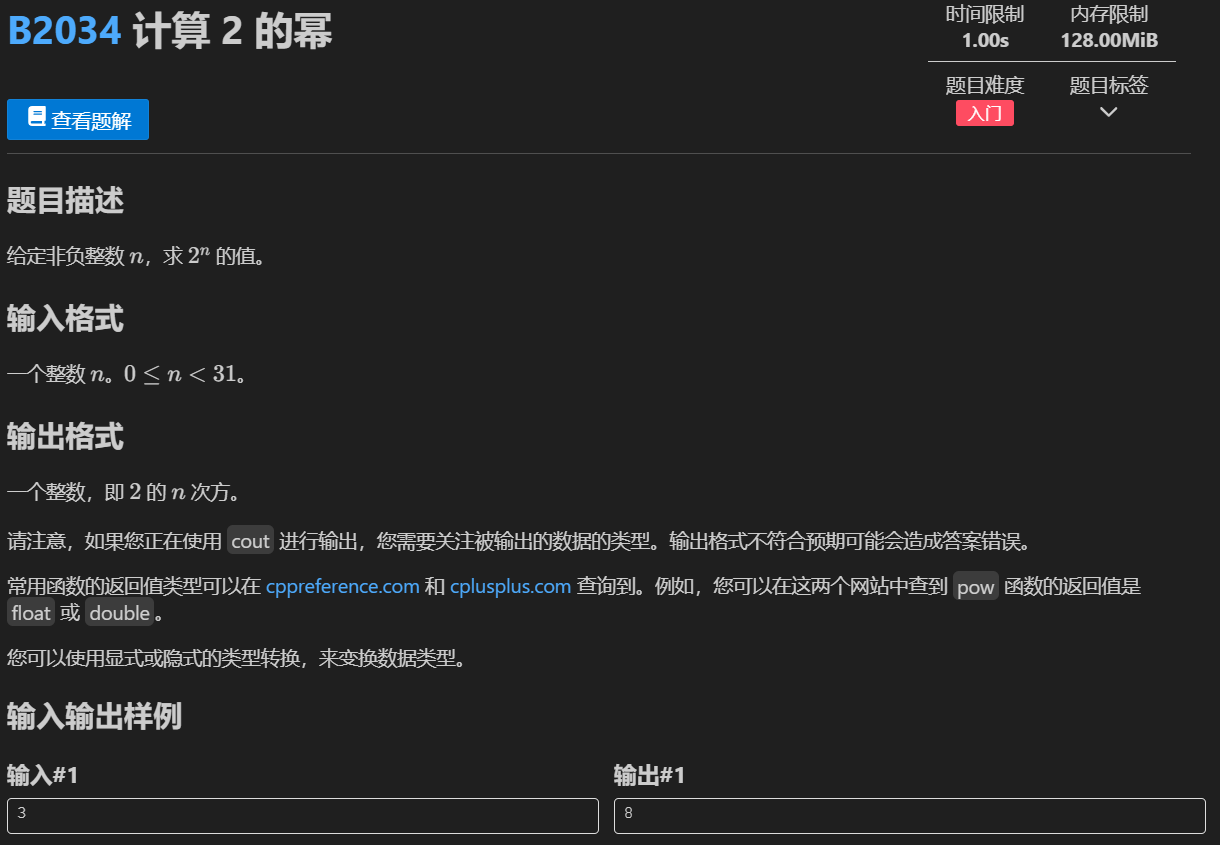 B2034 计算 2 的幂
时间限制
内存限制
1.00s
128.00MiB
题目难度
题目标签
入门
查看题解
题目描述
给定非负整数 n，求 2ⁿ 的值。
输入格式
一个整数 n。0 ≤ n < 31。
输出格式
一个整数，即 2 的 n 次方。
请注意，如果您正在使用 cout 进行输出，您需要关注被输出的数据的类型。输出格式不符合预期可能会造成答案错误。
常用函数的返回值类型可以在 cppreference.com 和 cplusplus.com 查询到。例如，您可以在这两个网站中查到 pow 函数的返回值是
float 或 double 。
您可以使用显式或隐式的类型转换，来变换数据类型。
输入输出样例
输入#1
输出#1
3
8